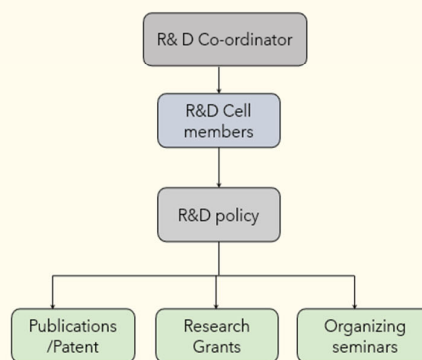 R& D Co-ordinator
R&D Cell
members
R&D policy
Publications
/Patent
Research
Grants
Organizing
seminars